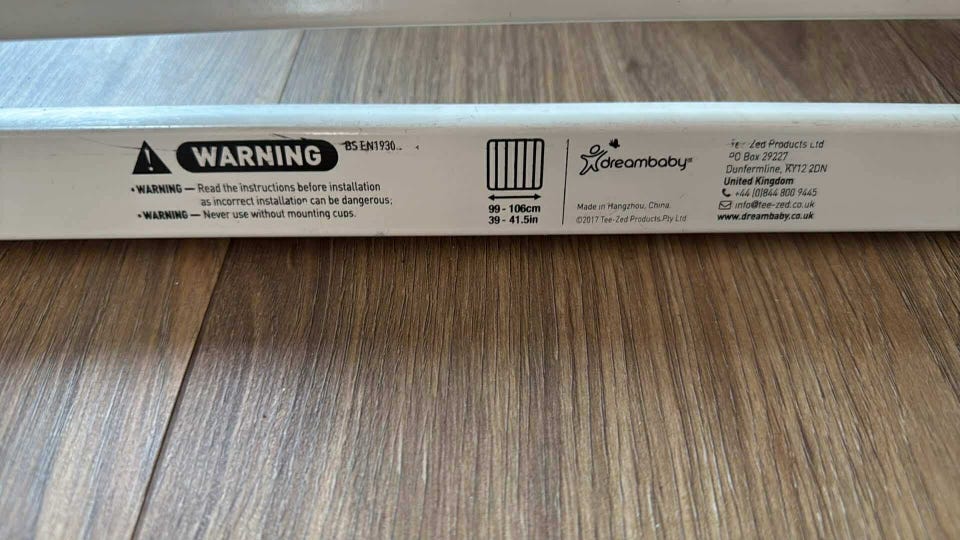 WARNING BS EN1930
• WARNING — Read the instructions before installation
as incorrect installation can be dangerous;
• WARNING — Never use without mounting cups.
99 - 106cm
39 - 41.5in
dreambaby®
Made in Hangzhou, China.
©2017 Tee-Zed Products Pty Ltd
Tee-Zed Products Ltd
PO Box 29227
Dunfermline, KY12 2DN
United Kingdom
+44 (0)844 800 9445
info@tee-zed.co.uk
www.dreambaby.co.uk